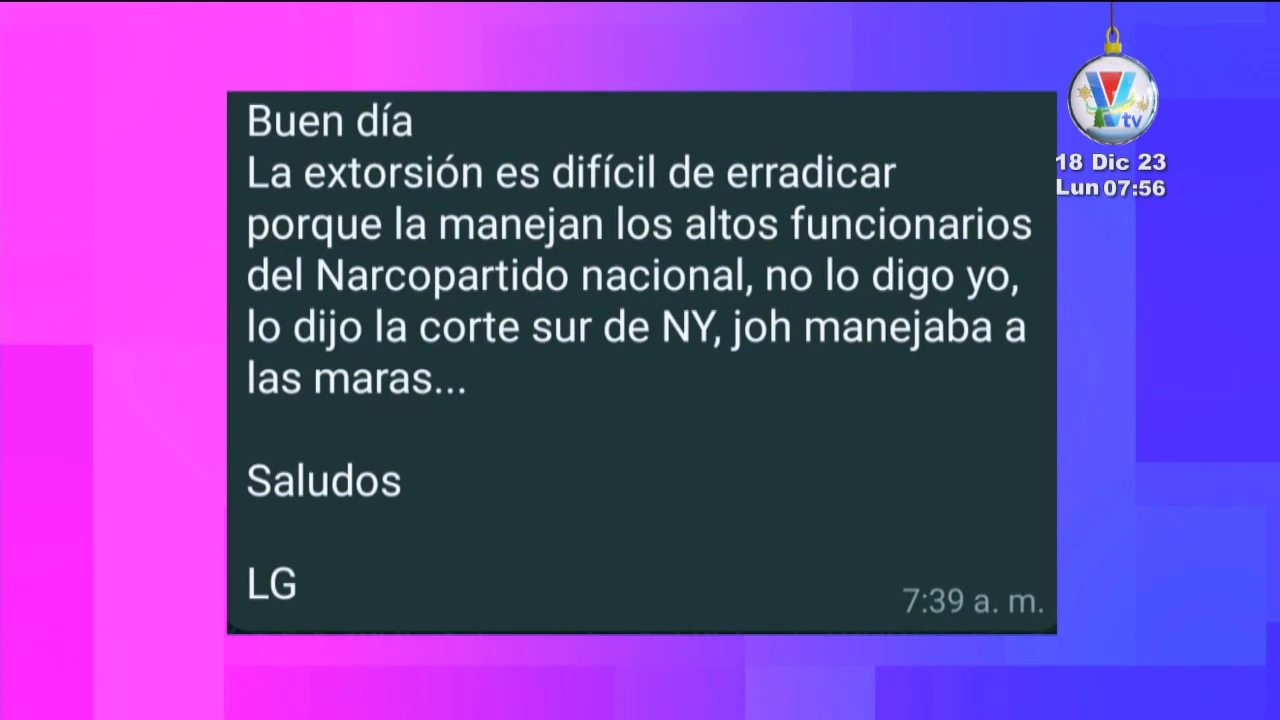 Buen día
La extorsión es difícil de erradicar
porque la manejan los altos funcionarios
del Narcopartido nacional, no lo digo yo,
lo dijo la corte sur de NY, joh manejaba a
las maras...
Saludos
LG
7:39 a. m.
V tv
18 Dic 23
Lun 07:56